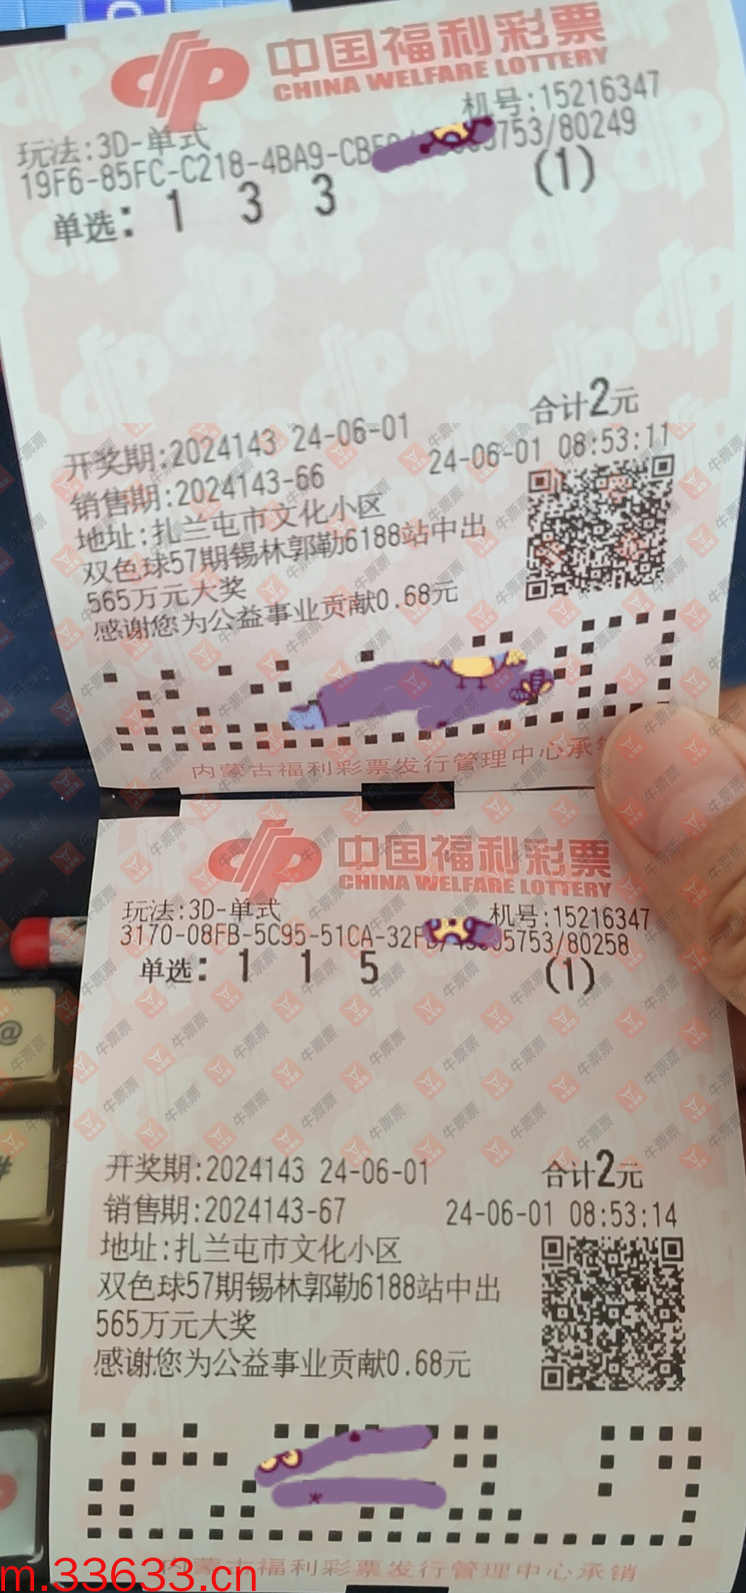 中国福利彩票
CHINA WELFARE LOTTERY
机号:15216347
玩法:3D-单式
19F6-85FC-C218-4BA9-CB 5753/80249
单选: 1 3 3 (1)
合计2元
开奖期:2024143 24-06-01
销售期:2024143-66 24-06-01 08:53:11
地址:扎兰屯市文化小区
双色球57期锡林郭勒6188站中出
565万元大奖
感谢您为公益事业贡献0.68元
内蒙古福利彩票发行管理中心承销
中国福利彩票
CHINA WELFARE LOTTERY
玩法:3D-单式 机号:15216347
3170-08FB-5C95-51CA-32F 5753/80258
单选: 1 1 5 (1)
开奖期:2024143 24-06-01 合计2元
销售期:2024143-67 24-06-01 08:53:14
地址:扎兰屯市文化小区
双色球57期锡林郭勒6188站中出
565万元大奖
感谢您为公益事业贡献0.68元
内蒙古福利彩票发行管理中心承销
m.33633.cn
牛票票
@
#